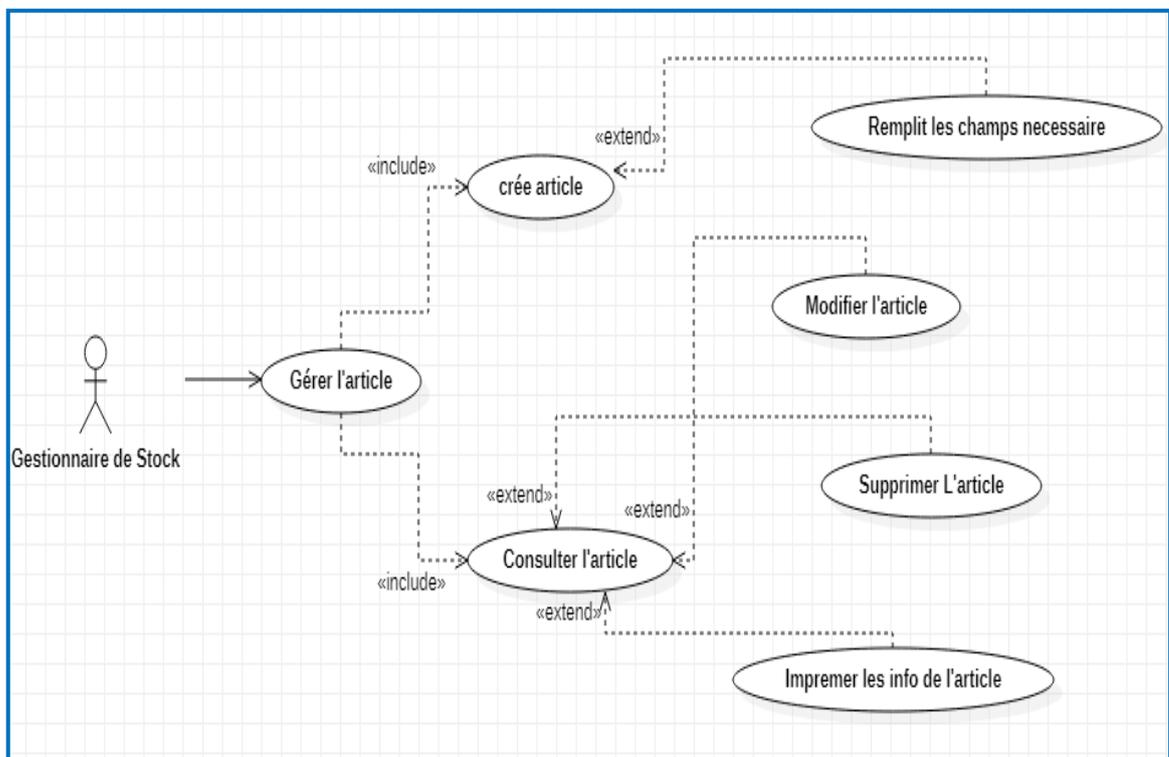 Remplit les champs necessaire
«extend»
«include»
crée article
Modifier l'article
Gérer l'article
Gestionnaire de Stock
Supprimer L'article
«extend»
«extend»
Consulter l'article
«include»
«extend»
Impremer les info de l'article